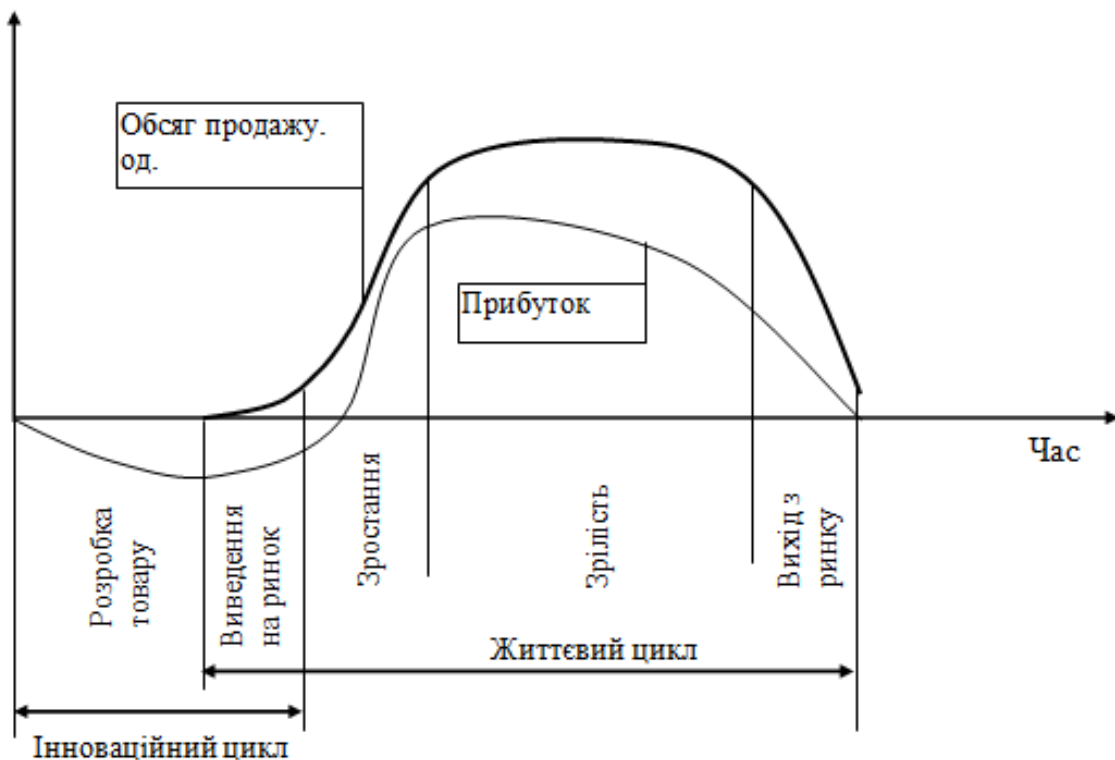 Обсяг продажу.
од.
Прибуток
Час
Розробка
товару
Виведення
на ринок
Зростання
Зрілість
Вихід з
ринку
Життєвий цикл
Інноваційний цикл